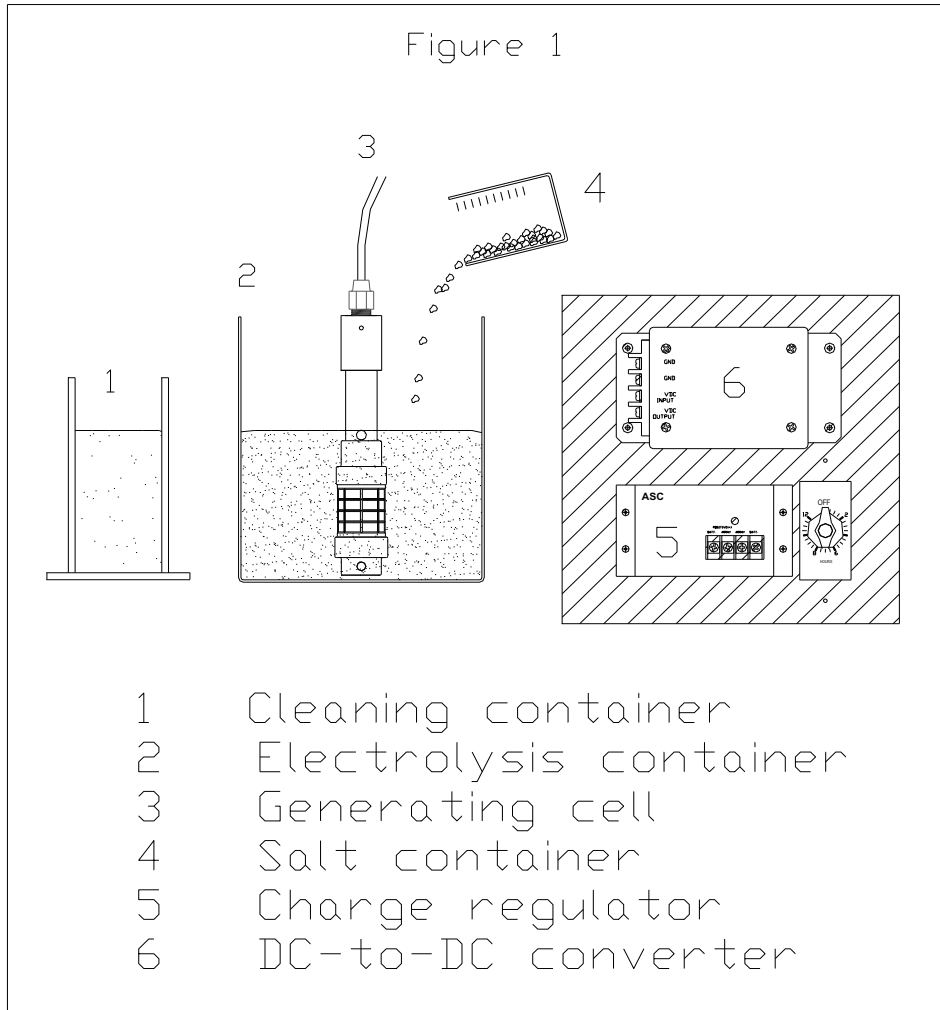 Figure 1
3
4
2
1
GND
GND
VDC
INPUT
VDC
OUTPUT
6
ASC
5
OFF
12
2
HOURS
1 Cleaning container
2 Electrolysis container
3 Generating cell
4 Salt container
5 Charge regulator
6 DC-to-DC converter